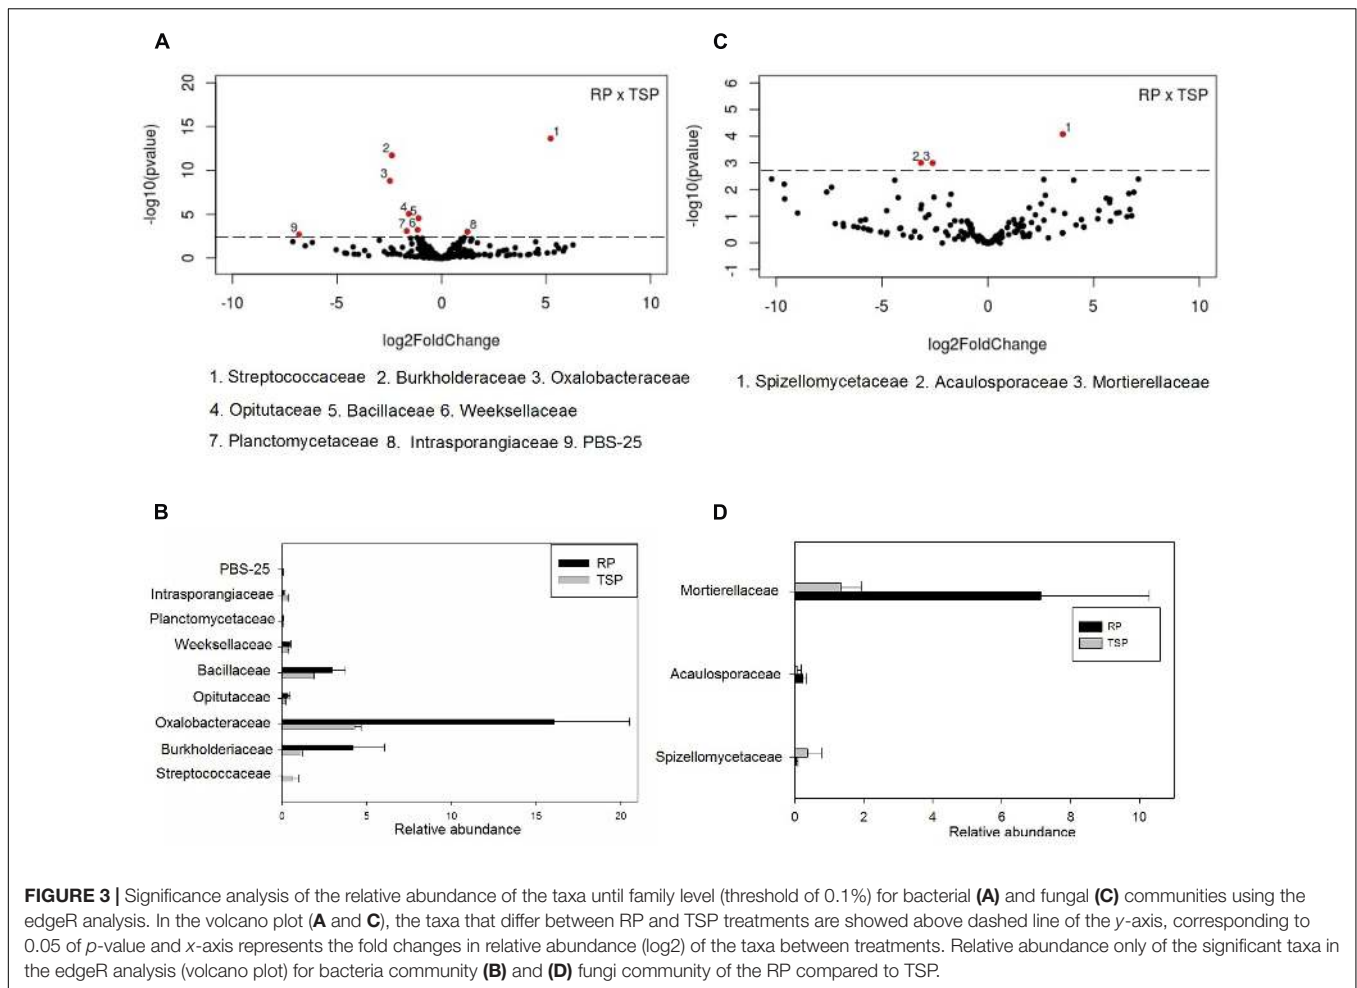 A
RP x TSP
-log10(pvalue)
20
15
10
5
0
1
2
3
4
5
6
7
8
9
-10 -5 0 5 10
log2FoldChange
1. Streptococcaceae 2. Burkholderaceae 3. Oxalobacteraceae
4. Opitutaceae 5. Bacillaceae 6. Weeksellaceae
7. Planctomycetaceae 8. Intrasporangiaceae 9. PBS-25
C
RP x TSP
-log10(pvalue)
6
5
4
3
2
1
0
-1
1
2 3
-10 -5 0 5 10
log2FoldChange
1. Spizellomycetaceae 2. Acaulosporaceae 3. Mortierellaceae
B
RP
TSP
PBS-25
Intrasporangiaceae
Planctomycetaceae
Weeksellaceae
Bacillaceae
Opitutaceae
Oxalobacteraceae
Burkholderiaceae
Streptococcaceae
0 5 10 15 20
Relative abundance
D
Mortierellaceae
RP
TSP
Acaulosporaceae
Spizellomycetaceae
0 2 4 6 8 10
Relative abundance
FIGURE 3 | Significance analysis of the relative abundance of the taxa until family level (threshold of 0.1%) for bacterial (A) and fungal (C) communities using the
edgeR analysis. In the volcano plot (A and C), the taxa that differ between RP and TSP treatments are showed above dashed line of the y-axis, corresponding to
0.05 of p-value and x-axis represents the fold changes in relative abundance (log2) of the taxa between treatments. Relative abundance only of the significant taxa in
the edgeR analysis (volcano plot) for bacteria community (B) and (D) fungi community of the RP compared to TSP.